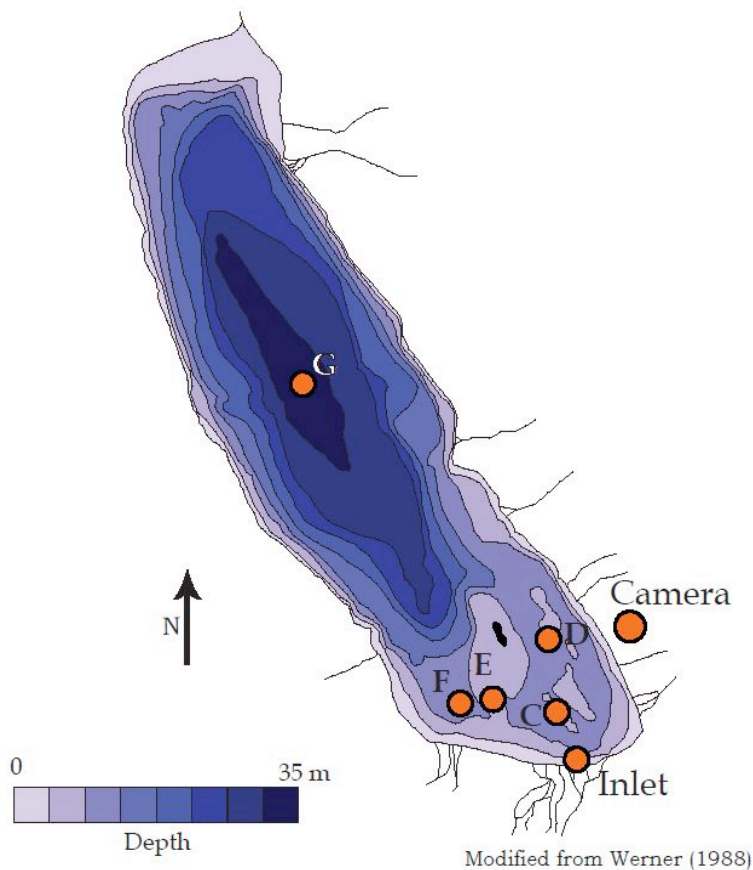 G
Camera
N
D
E
F
C
0
35 m
Inlet
Depth
Modified from Werner (1988)